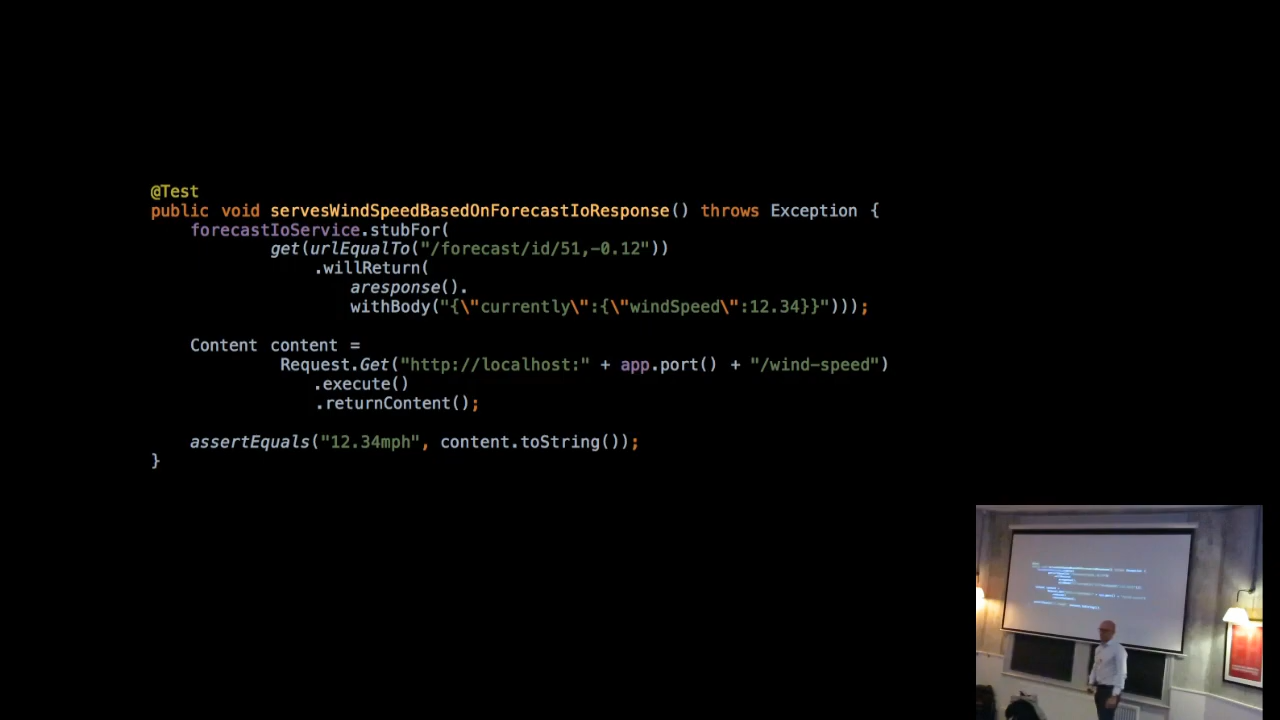 @Test
public void servesWindSpeedBasedOnForecastIoResponse() throws Exception {
forecastIoService.stubFor(
get(urlEqualTo("/forecast/id/51,-0.12"))
.willReturn(
aresponse().
withBody("{\"currently\":{\"windSpeed\":12.34}}")));
Content content =
Request.Get("http://localhost:" + app.port() + "/wind-speed")
.execute()
.returnContent();
assertEquals("12.34mph", content.toString());
}